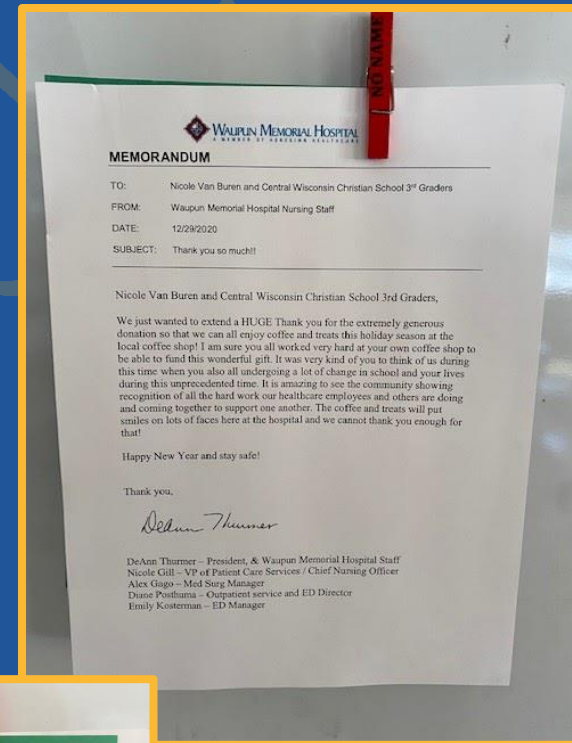 NO NAME
WAUPUN MEMORIAL HOSPITAL
A MEMBER OF AGNESIAN HEALTHCARE
MEMORANDUM
TO: Nicole Van Buren and Central Wisconsin Christian School 3rd Graders
FROM: Waupun Memorial Hospital Nursing Staff
DATE: 12/29/2020
SUBJECT: Thank you so much!!
Nicole Van Buren and Central Wisconsin Christian School 3rd Graders,
We just wanted to extend a HUGE Thank you for the extremely generous
donation so that we can all enjoy coffee and treats this holiday season at the
local coffee shop! I am sure you all worked very hard at your own coffee shop to
be able to fund this wonderful gift. It was very kind of you to think of us during
this time when you also all undergoing a lot of change in school and your lives
during this unprecedented time. It is amazing to see the community showing
recognition of all the hard work our healthcare employees and others are doing
and coming together to support one another. The coffee and treats will put
smiles on lots of faces here at the hospital and we cannot thank you enough for
that!
Happy New Year and stay safe!
Thank you,
DeAnn Thurmer
DeAnn Thurmer – President, & Waupun Memorial Hospital Staff
Nicole Gill – VP of Patient Care Services / Chief Nursing Officer
Alex Gago – Med Surg Manager
Diane Posthuma – Outpatient service and ED Director
Emily Kosterman – ED Manager